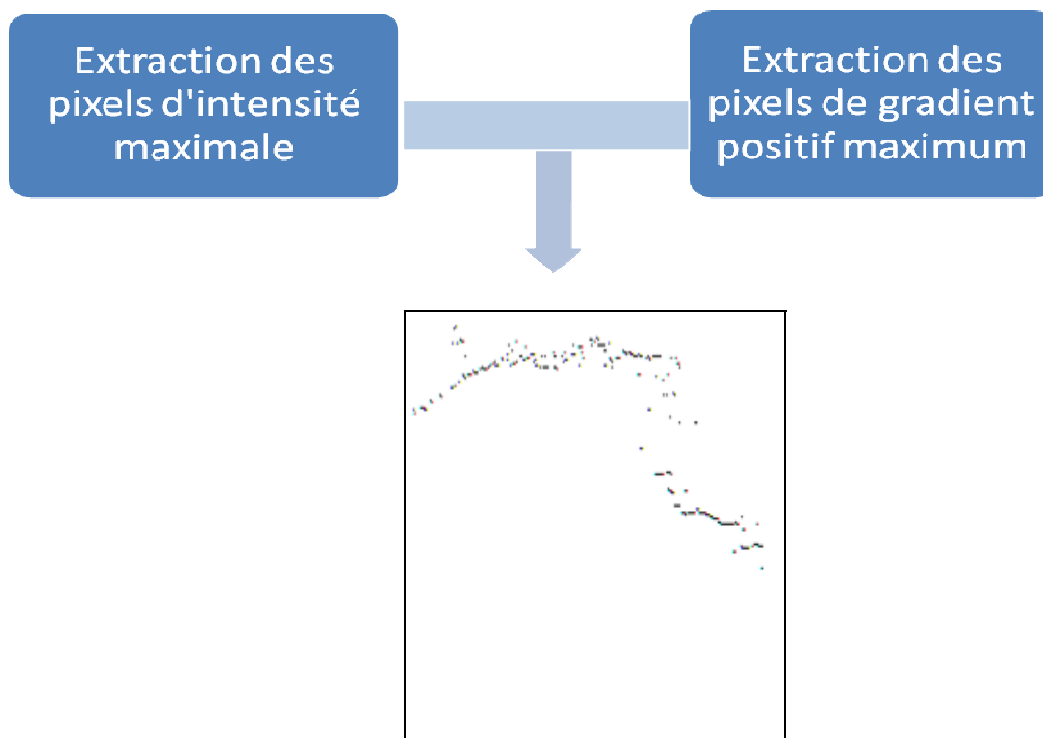 Extraction des
pixels d'intensité
maximale
Extraction des
pixels de gradient
positif maximum